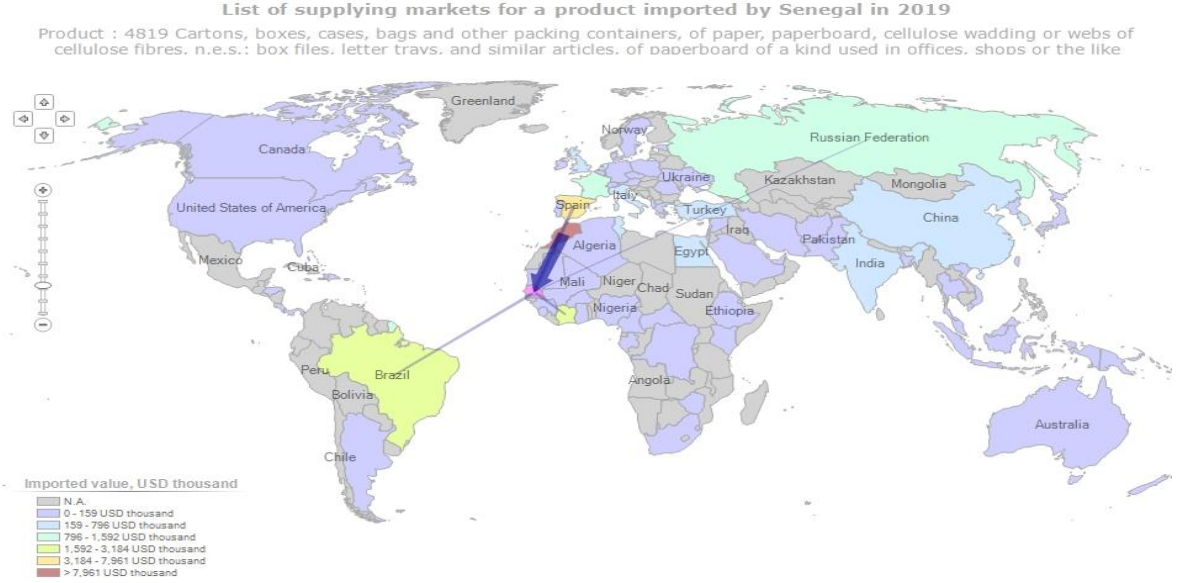 List of supplying markets for a product imported by Senegal in 2019
Product : 4819 Cartons, boxes, cases, bags and other packing containers, of paper, paperboard, cellulose wadding or webs of
cellulose fibres, n.e.s.; box files, letter trays, and similar articles, of paperboard of a kind used in offices, shops or the like
Greenland
Norway
Russian Federation
Canada
Ukraine
Kazakhstan
Mongolia
Italy
Spain
United States of America
Turkey
China
Iraq
Pakistan
Algeria
Egypt
Mexico
India
Cuba
Mali
Niger
Chad
Sudan
Nigeria
Ethiopia
Peru
Brazil
Angola
Bolivia
Australia
Chile
Imported value, USD thousand
N.A.
0 - 159 USD thousand
159 - 796 USD thousand
796 - 1,592 USD thousand
1,592 - 3,184 USD thousand
3,184 - 7,961 USD thousand
> 7,961 USD thousand